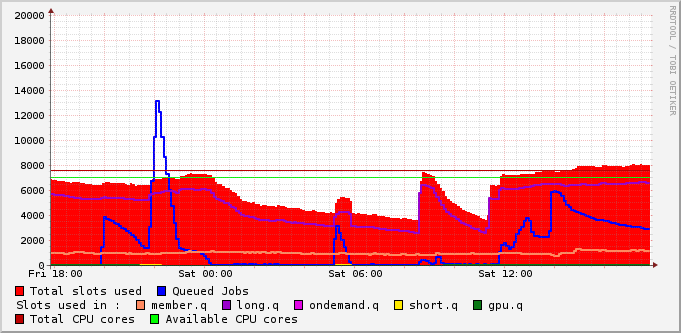 20000
18000
16000
14000
12000
10000
8000
6000
4000
2000
0
Fri 18:00 Sat 00:00 Sat 06:00 Sat 12:00
RRDTOOL / TOBI OETIKER
Total slots used Queued Jobs
Slots used in : member.q long.q ondemand.q short.q gpu.q
Total CPU cores Available CPU cores